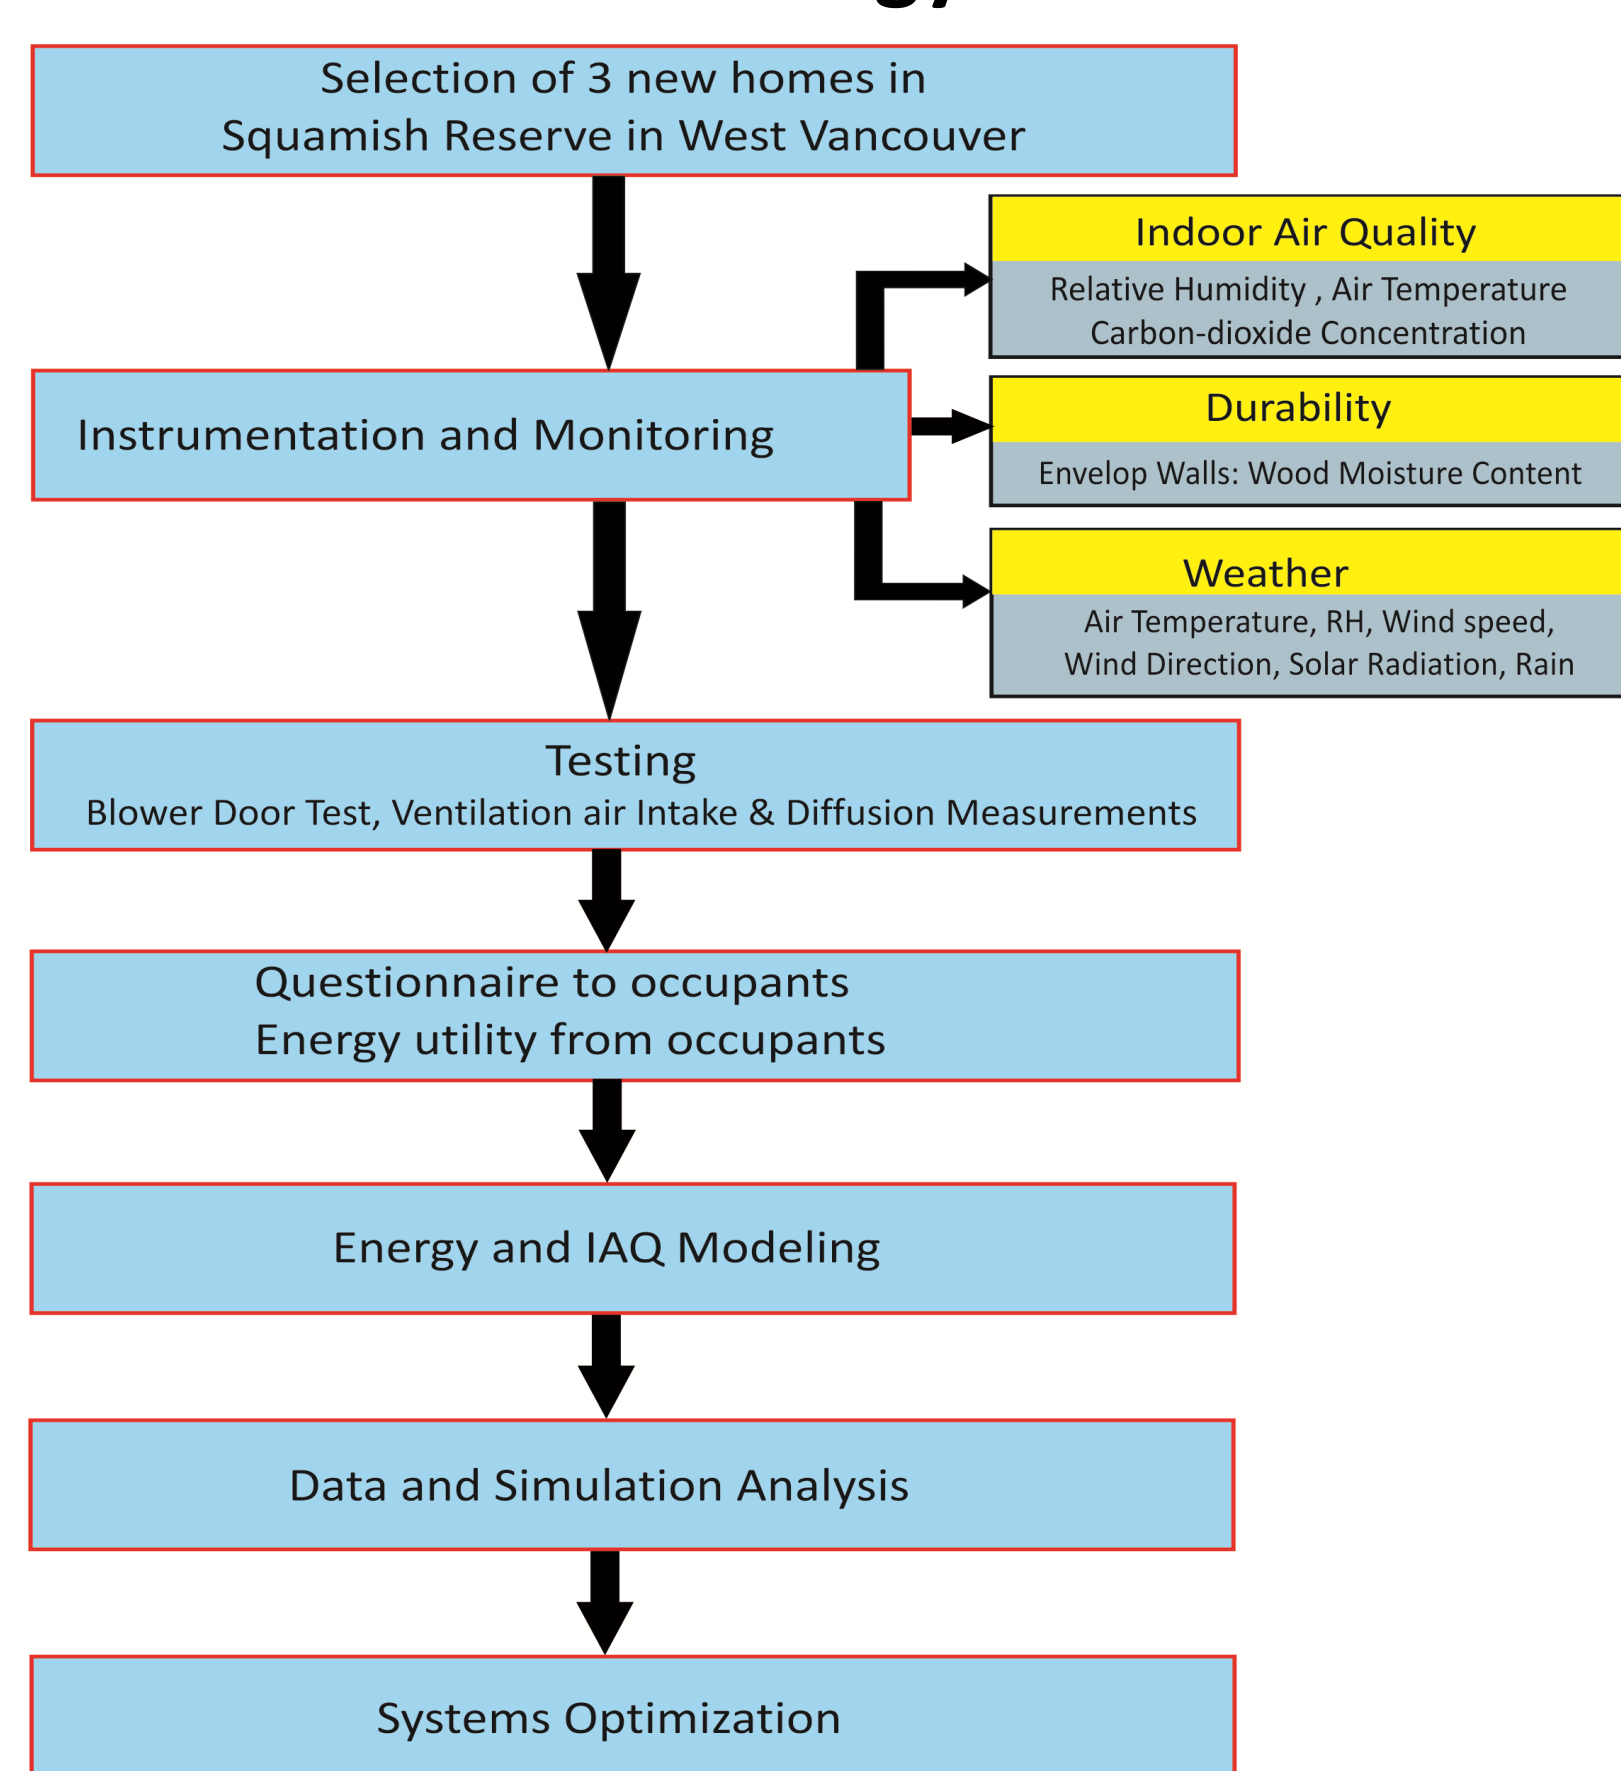 Selection of 3 new homes in
Squamish Reserve in West Vancouver
Indoor Air Quality
Relative Humidity , Air Temperature
Carbon-dioxide Concentration
Instrumentation and Monitoring
Durability
Envelop Walls: Wood Moisture Content
Weather
Air Temperature, RH, Wind speed,
Wind Direction, Solar Radiation, Rain
Testing
Blower Door Test, Ventilation air Intake & Diffusion Measurements
Questionnaire to occupants
Energy utility from occupants
Energy and IAQ Modeling
Data and Simulation Analysis
Systems Optimization